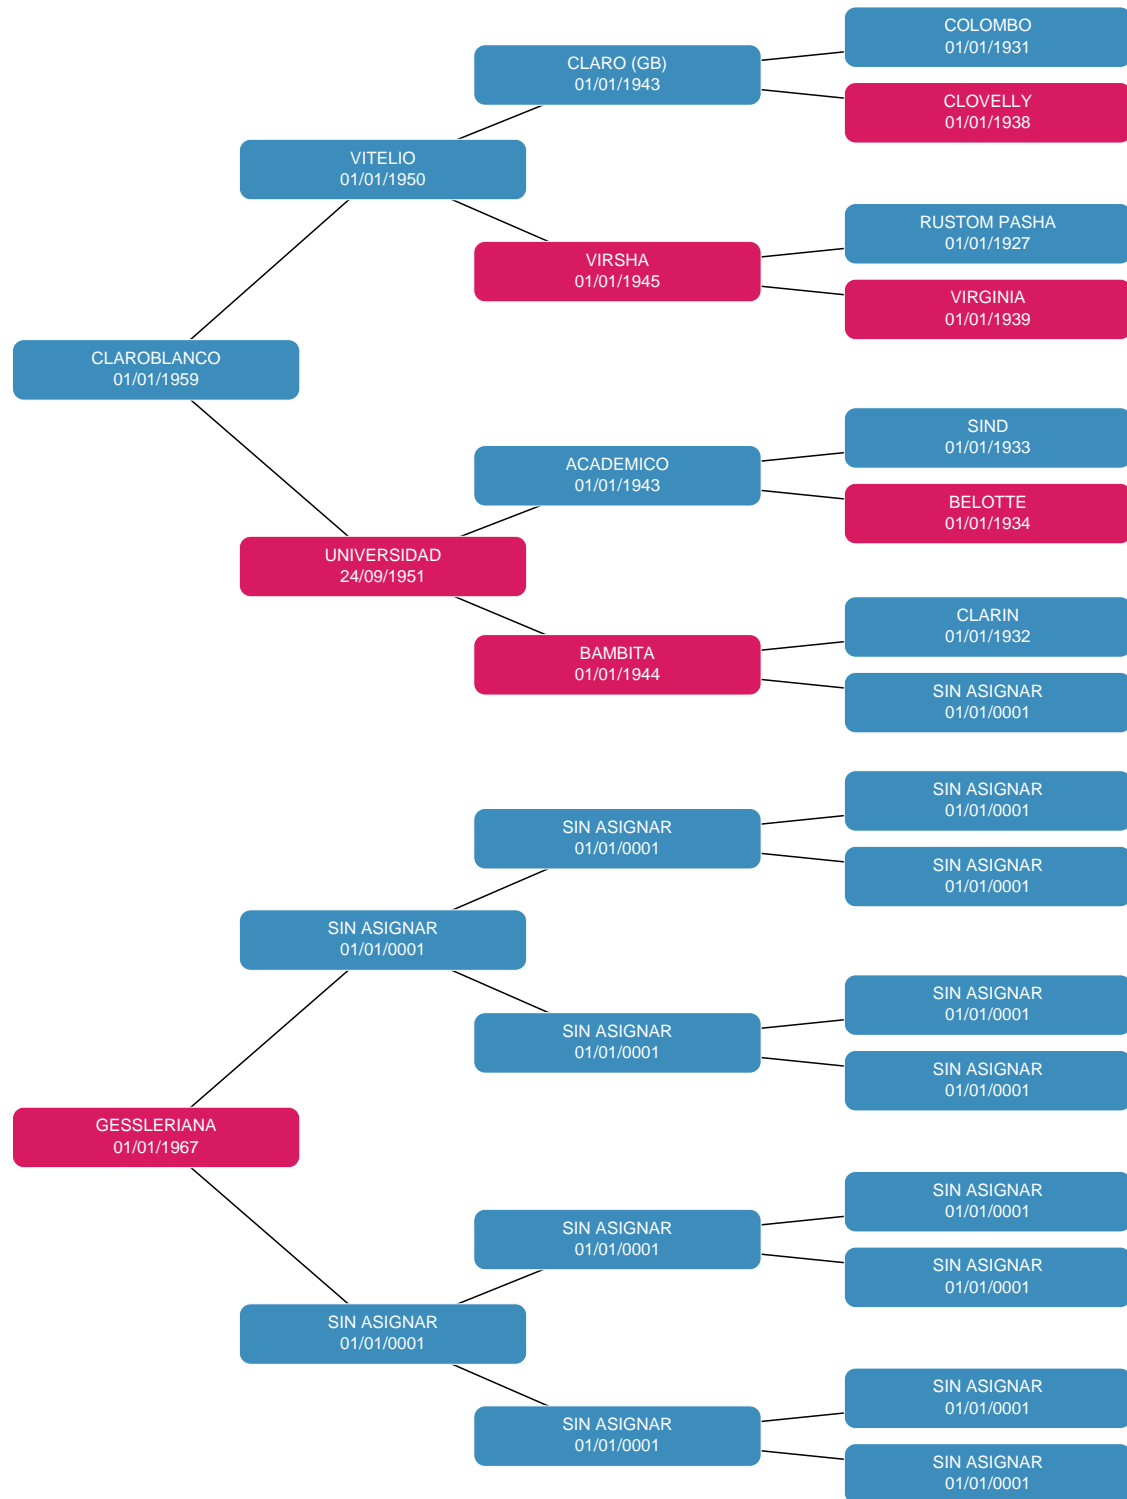 COLOMBO
01/01/1931
CLARO (GB)
01/01/1943
CLOVELLY
01/01/1938
VITELIO
01/01/1950
RUSTOM PASHA
01/01/1927
VIRSHA
01/01/1945
VIRGINIA
01/01/1939
CLAROBLANCO
01/01/1959
SIND
01/01/1933
ACADEMICO
01/01/1943
BELOTTE
01/01/1934
UNIVERSIDAD
24/09/1951
CLARIN
01/01/1932
BAMBITA
01/01/1944
SIN ASIGNAR
01/01/0001
SIN ASIGNAR
01/01/0001
SIN ASIGNAR
01/01/0001
SIN ASIGNAR
01/01/0001
SIN ASIGNAR
01/01/0001
SIN ASIGNAR
01/01/0001
SIN ASIGNAR
01/01/0001
SIN ASIGNAR
01/01/0001
GESSLERIANA
01/01/1967
SIN ASIGNAR
01/01/0001
SIN ASIGNAR
01/01/0001
SIN ASIGNAR
01/01/0001
SIN ASIGNAR
01/01/0001
SIN ASIGNAR
01/01/0001
SIN ASIGNAR
01/01/0001
SIN ASIGNAR
01/01/0001